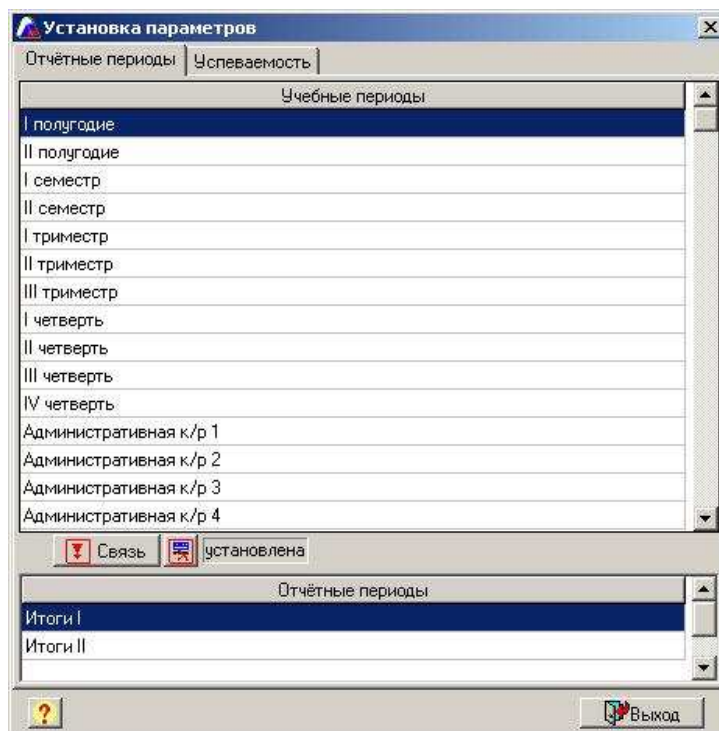 Установка параметров
Отчётные периоды Успеваемость
Учебные периоды
I полугодие
II полугодие
I семестр
II семестр
I триместр
II триместр
III триместр
I четверть
II четверть
III четверть
IV четверть
Административная к/р 1
Административная к/р 2
Административная к/р 3
Административная к/р 4
Связь установлена
Отчётные периоды
Итоги I
Итоги II
? Выход